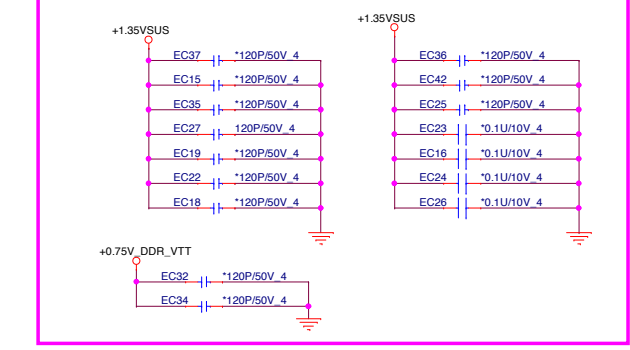 +1.35VSUS
EC37 *120P/50V_4
EC15 *120P/50V_4
EC35 *120P/50V_4
EC27 120P/50V_4
EC19 *120P/50V_4
EC22 *120P/50V_4
EC18 *120P/50V_4
+1.35VSUS
EC36 *120P/50V_4
EC42 *120P/50V_4
EC25 *120P/50V_4
EC23 *0.1U/10V_4
EC16 *0.1U/10V_4
EC24 *0.1U/10V_4
EC26 *0.1U/10V_4
+0.75V_DDR_VTT
EC32 *120P/50V_4
EC34 *120P/50V_4